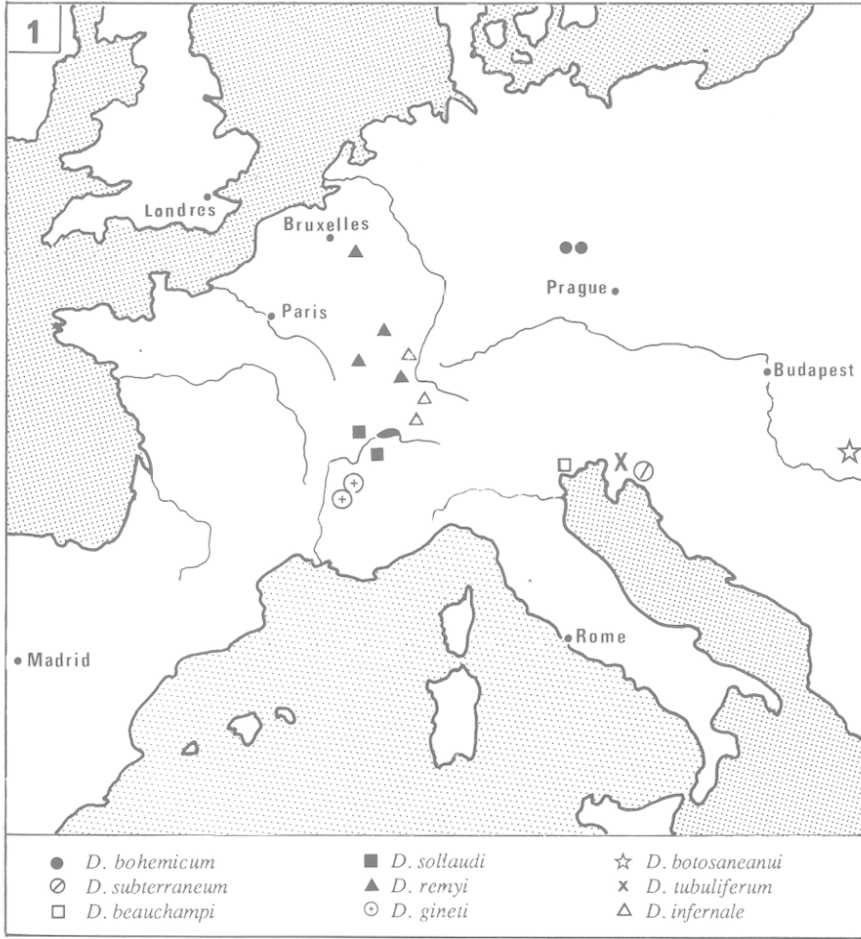 1
Londres
Bruxelles
Prague
Paris
Budapest
Rome
Madrid
D. bohemicum
D. sollaudi
D. botosaneanui
D. subterraneum
D. remyi
D. tubuliferum
D. beauchampi
D. gineti
D. infernale